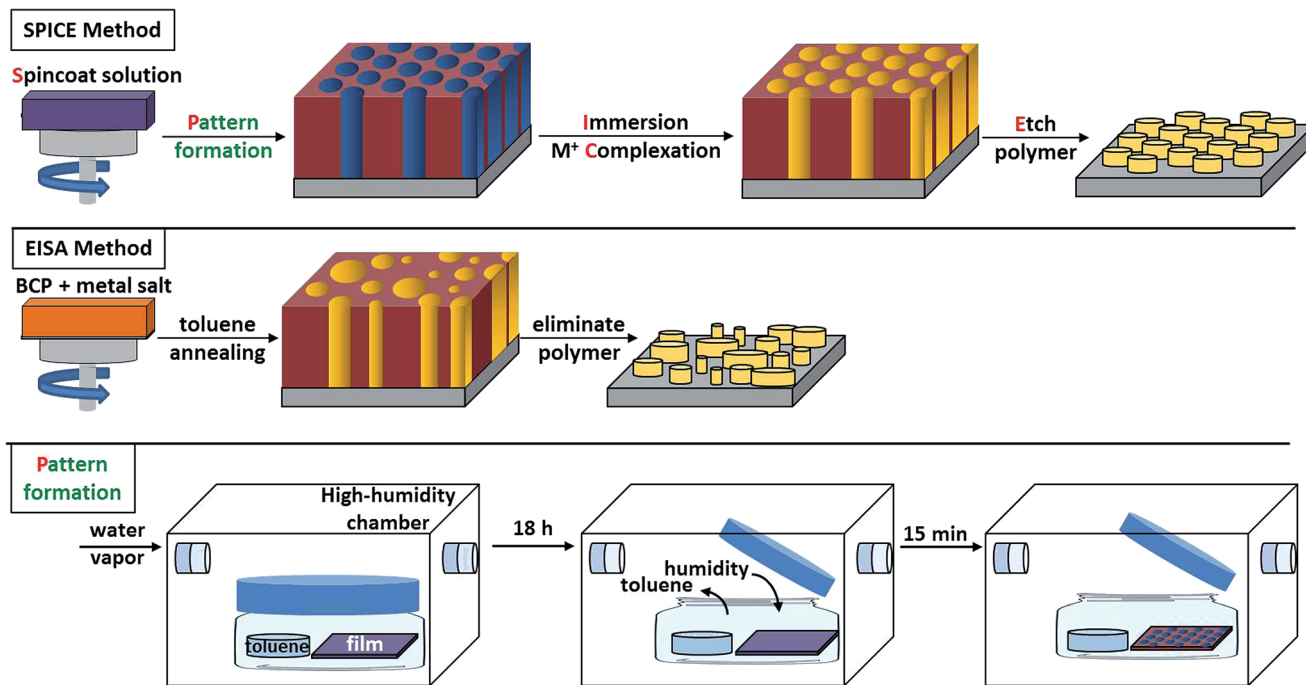 SPICE Method
Spincoat solution
Pattern
formation
Immersion
M⁺ Complexation
Etch
polymer
EISA Method
BCP + metal salt
toluene
annealing
eliminate
polymer
Pattern
formation
water
vapor
High-humidity
chamber
toluene
film
18 h
humidity
toluene
15 min